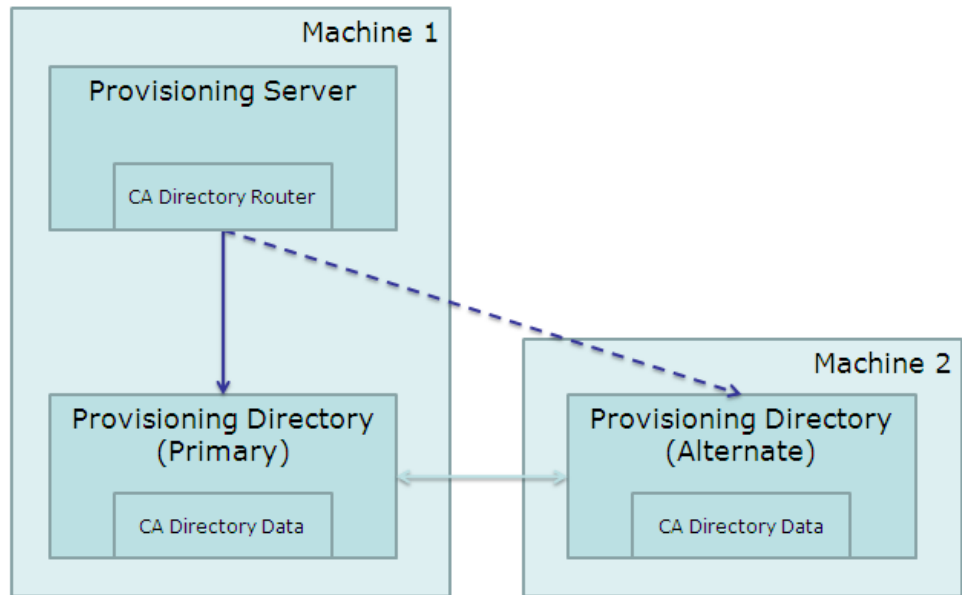 Machine 1
Provisioning Server
CA Directory Router
Provisioning Directory
(Primary)
CA Directory Data
Machine 2
Provisioning Directory
(Alternate)
CA Directory Data